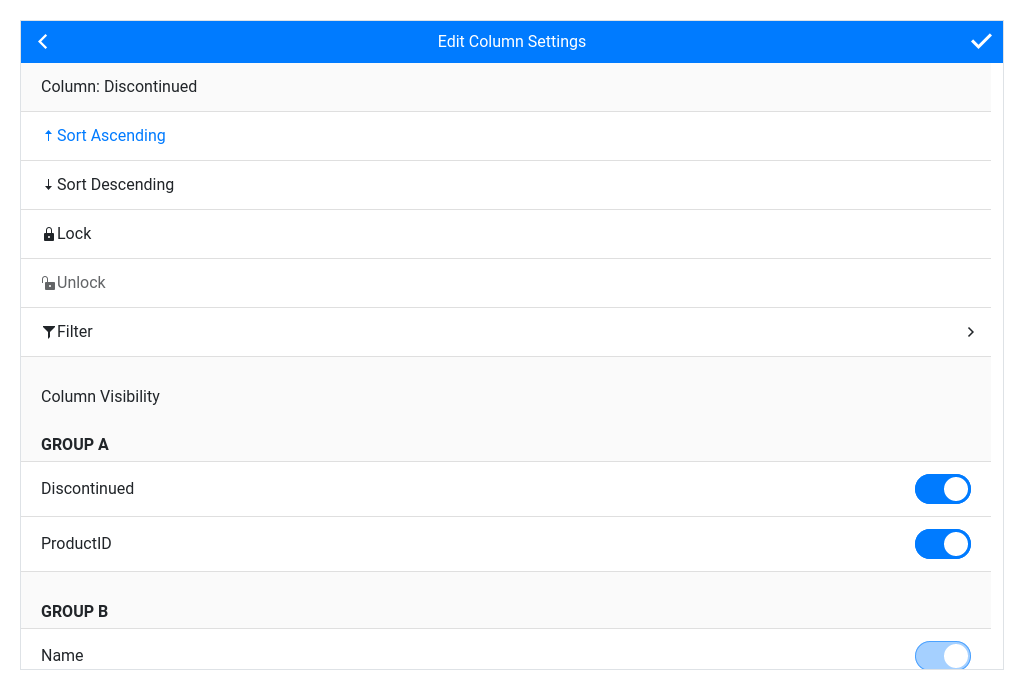 Edit Column Settings
Column: Discontinued
Sort Ascending
Sort Descending
Lock
Unlock
Filter
Column Visibility
GROUP A
Discontinued
ProductID
GROUP B
Name